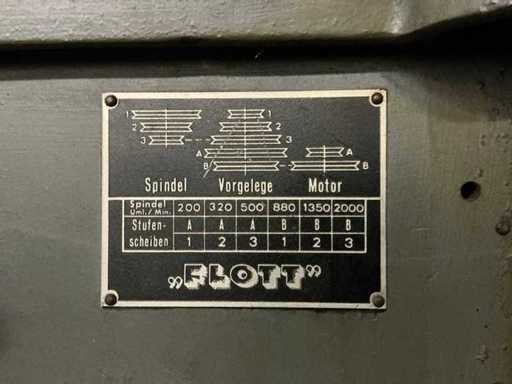 1 1
2 2
3 3
A A
B B
Spindel Vorgelege Motor
Spindel Uml./Min. 200 320 500 880 1350 2000
Stufen- A A A B B B
scheiben 1 2 3 1 2 3
„FLOTT"